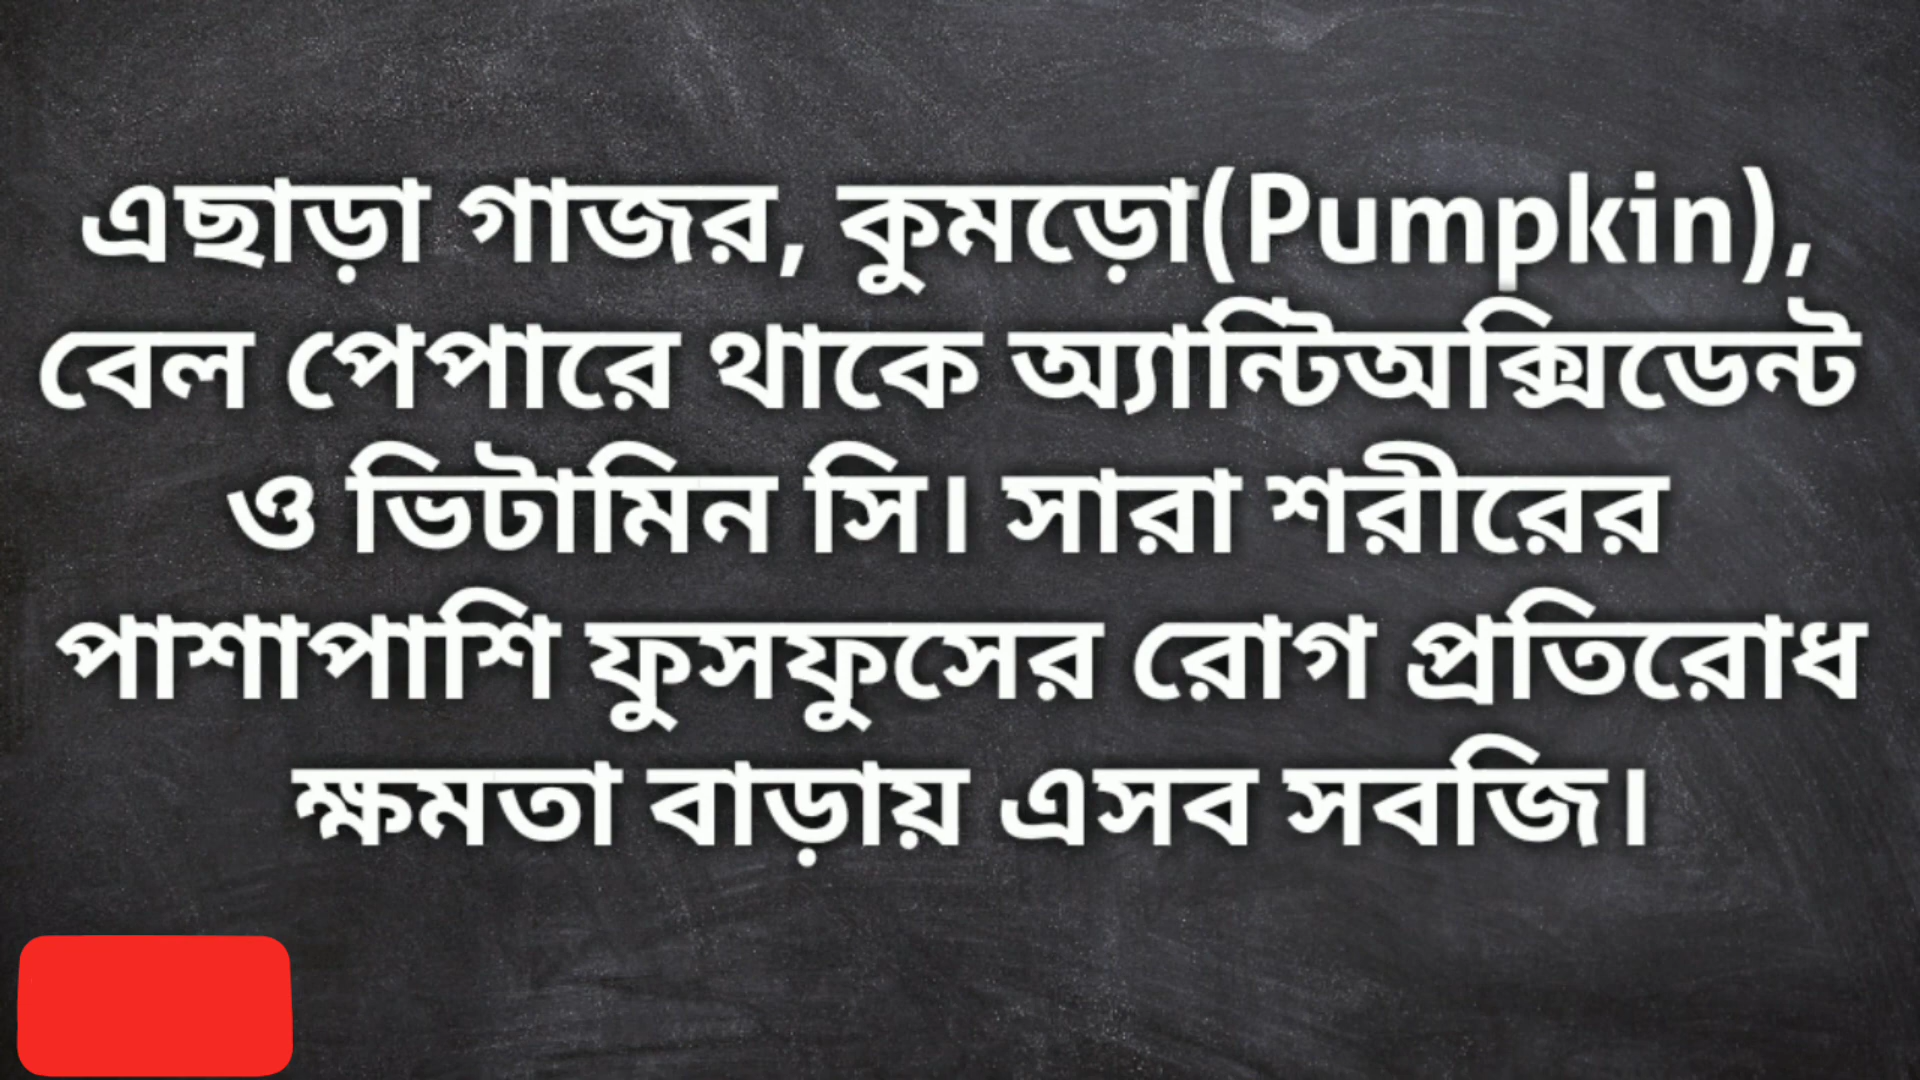 এছাড়া গাজর, কুমড়ো(Pumpkin),
বেল পেপারে থাকে অ্যান্টিঅক্সিডেন্ট
ও ভিটামিন সি। সারা শরীরের
পাশাপাশি ফুসফুসের রোগ প্রতিরোধ
ক্ষমতা বাড়ায় এসব সবজি।